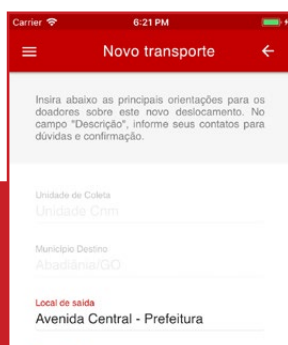 Carrier 6:21 PM
Novo transporte
Insira abaixo as principais orientações para os
doadores sobre este novo deslocamento. No
campo "Descrição", informe seus contatos para
dúvidas e confirmação.
Unidade de Coleta
Unidade Cnm
Município Destino
Abadiânia/GO
Local de saída
Avenida Central - Prefeitura